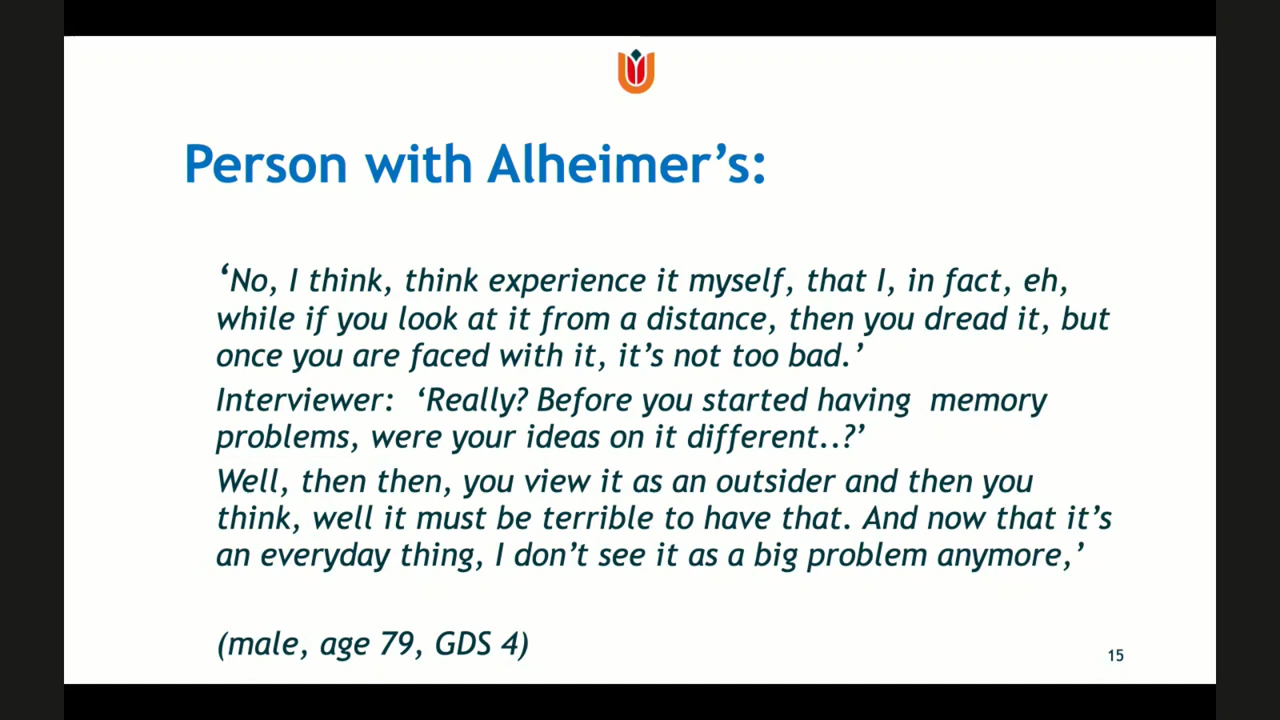 Person with Alheimer’s:
‘No, I think, think experience it myself, that I, in fact, eh,
while if you look at it from a distance, then you dread it, but
once you are faced with it, it’s not too bad.’
Interviewer:  ‘Really? Before you started having  memory
problems, were your ideas on it different..?’
Well, then then, you view it as an outsider and then you
think, well it must be terrible to have that. And now that it’s
an everyday thing, I don’t see it as a big problem anymore,’
(male, age 79, GDS 4)
15